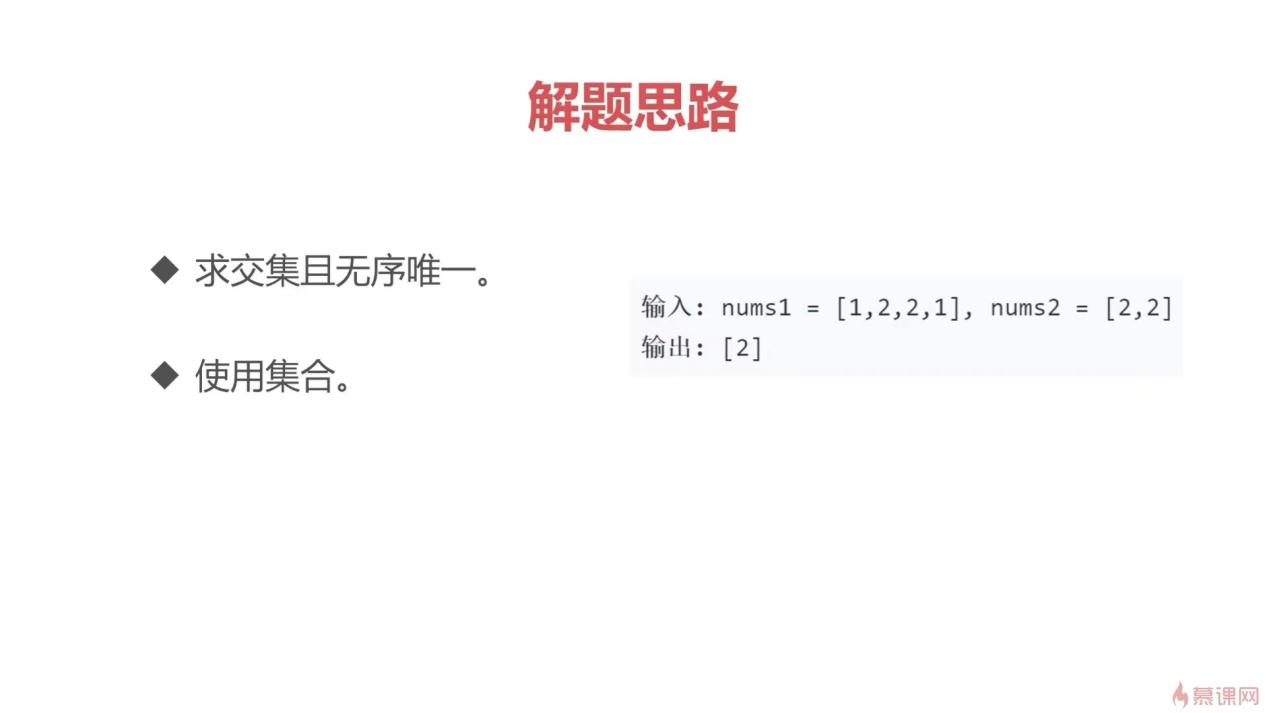 解题思路
◆ 求交集且无序唯一。
◆ 使用集合。
输入: nums1 = [1,2,2,1], nums2 = [2,2]
输出: [2]
慕课网